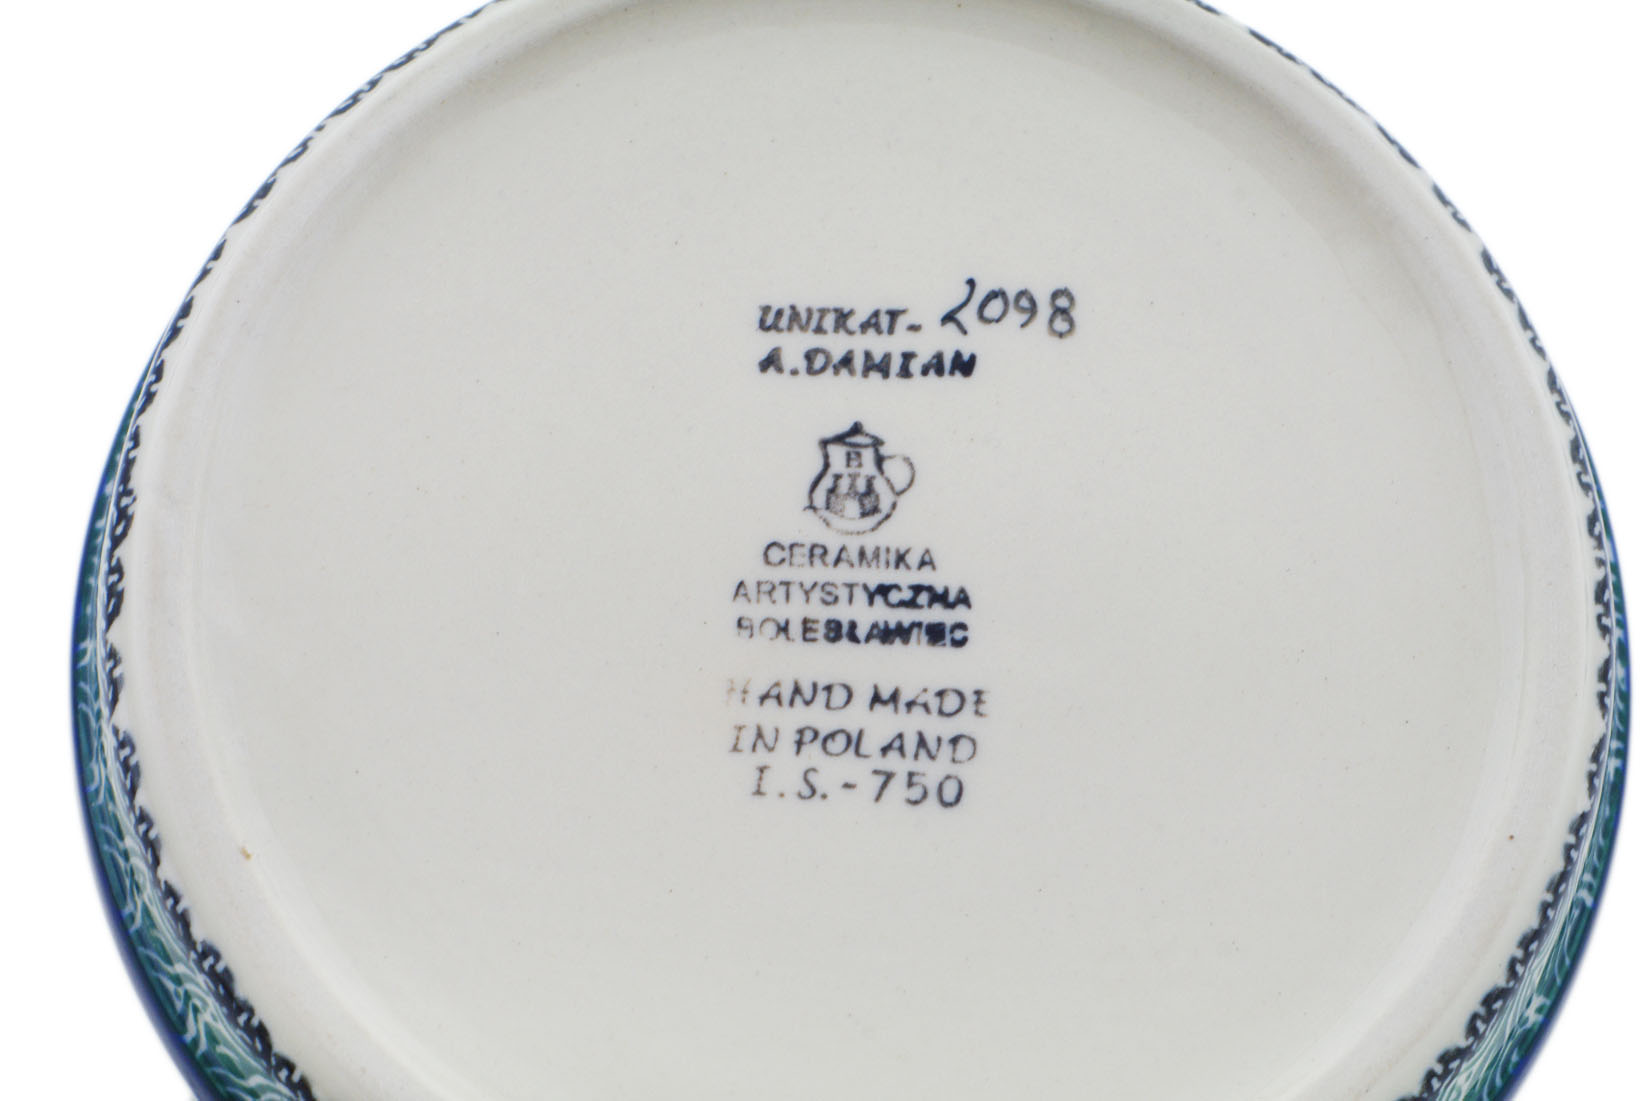 UNIKAT- 2098
A.DAMIAN
B
CERAMIKA
ARTYSTYCZNA
BOLESŁAWIEC
HAND MADE
IN POLAND
I.S.-750